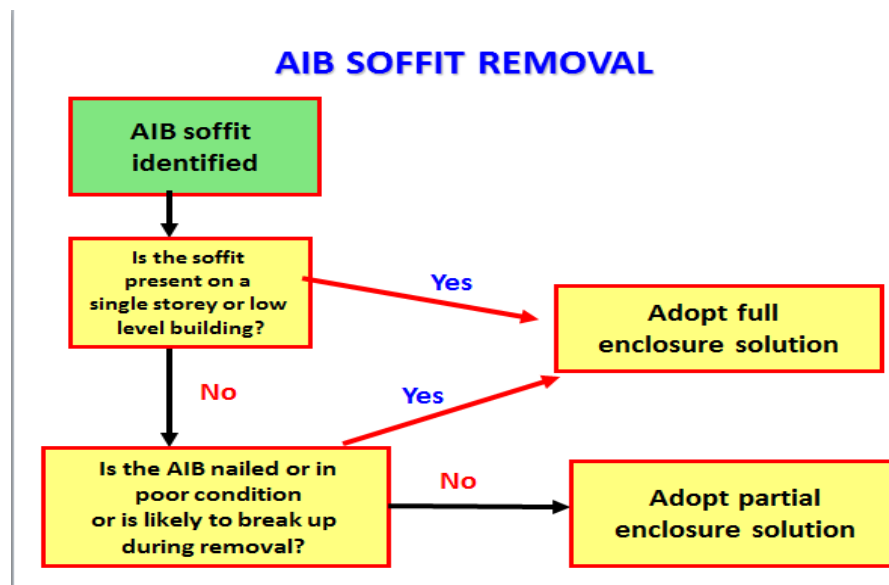 AIB SOFFIT REMOVAL
AIB soffit
identified
Is the soffit
present on a
single storey or low
level building?
Yes
Adopt full
enclosure solution
No
Yes
Is the AIB nailed or in
poor condition
or is likely to break up
during removal?
No
Adopt partial
enclosure solution